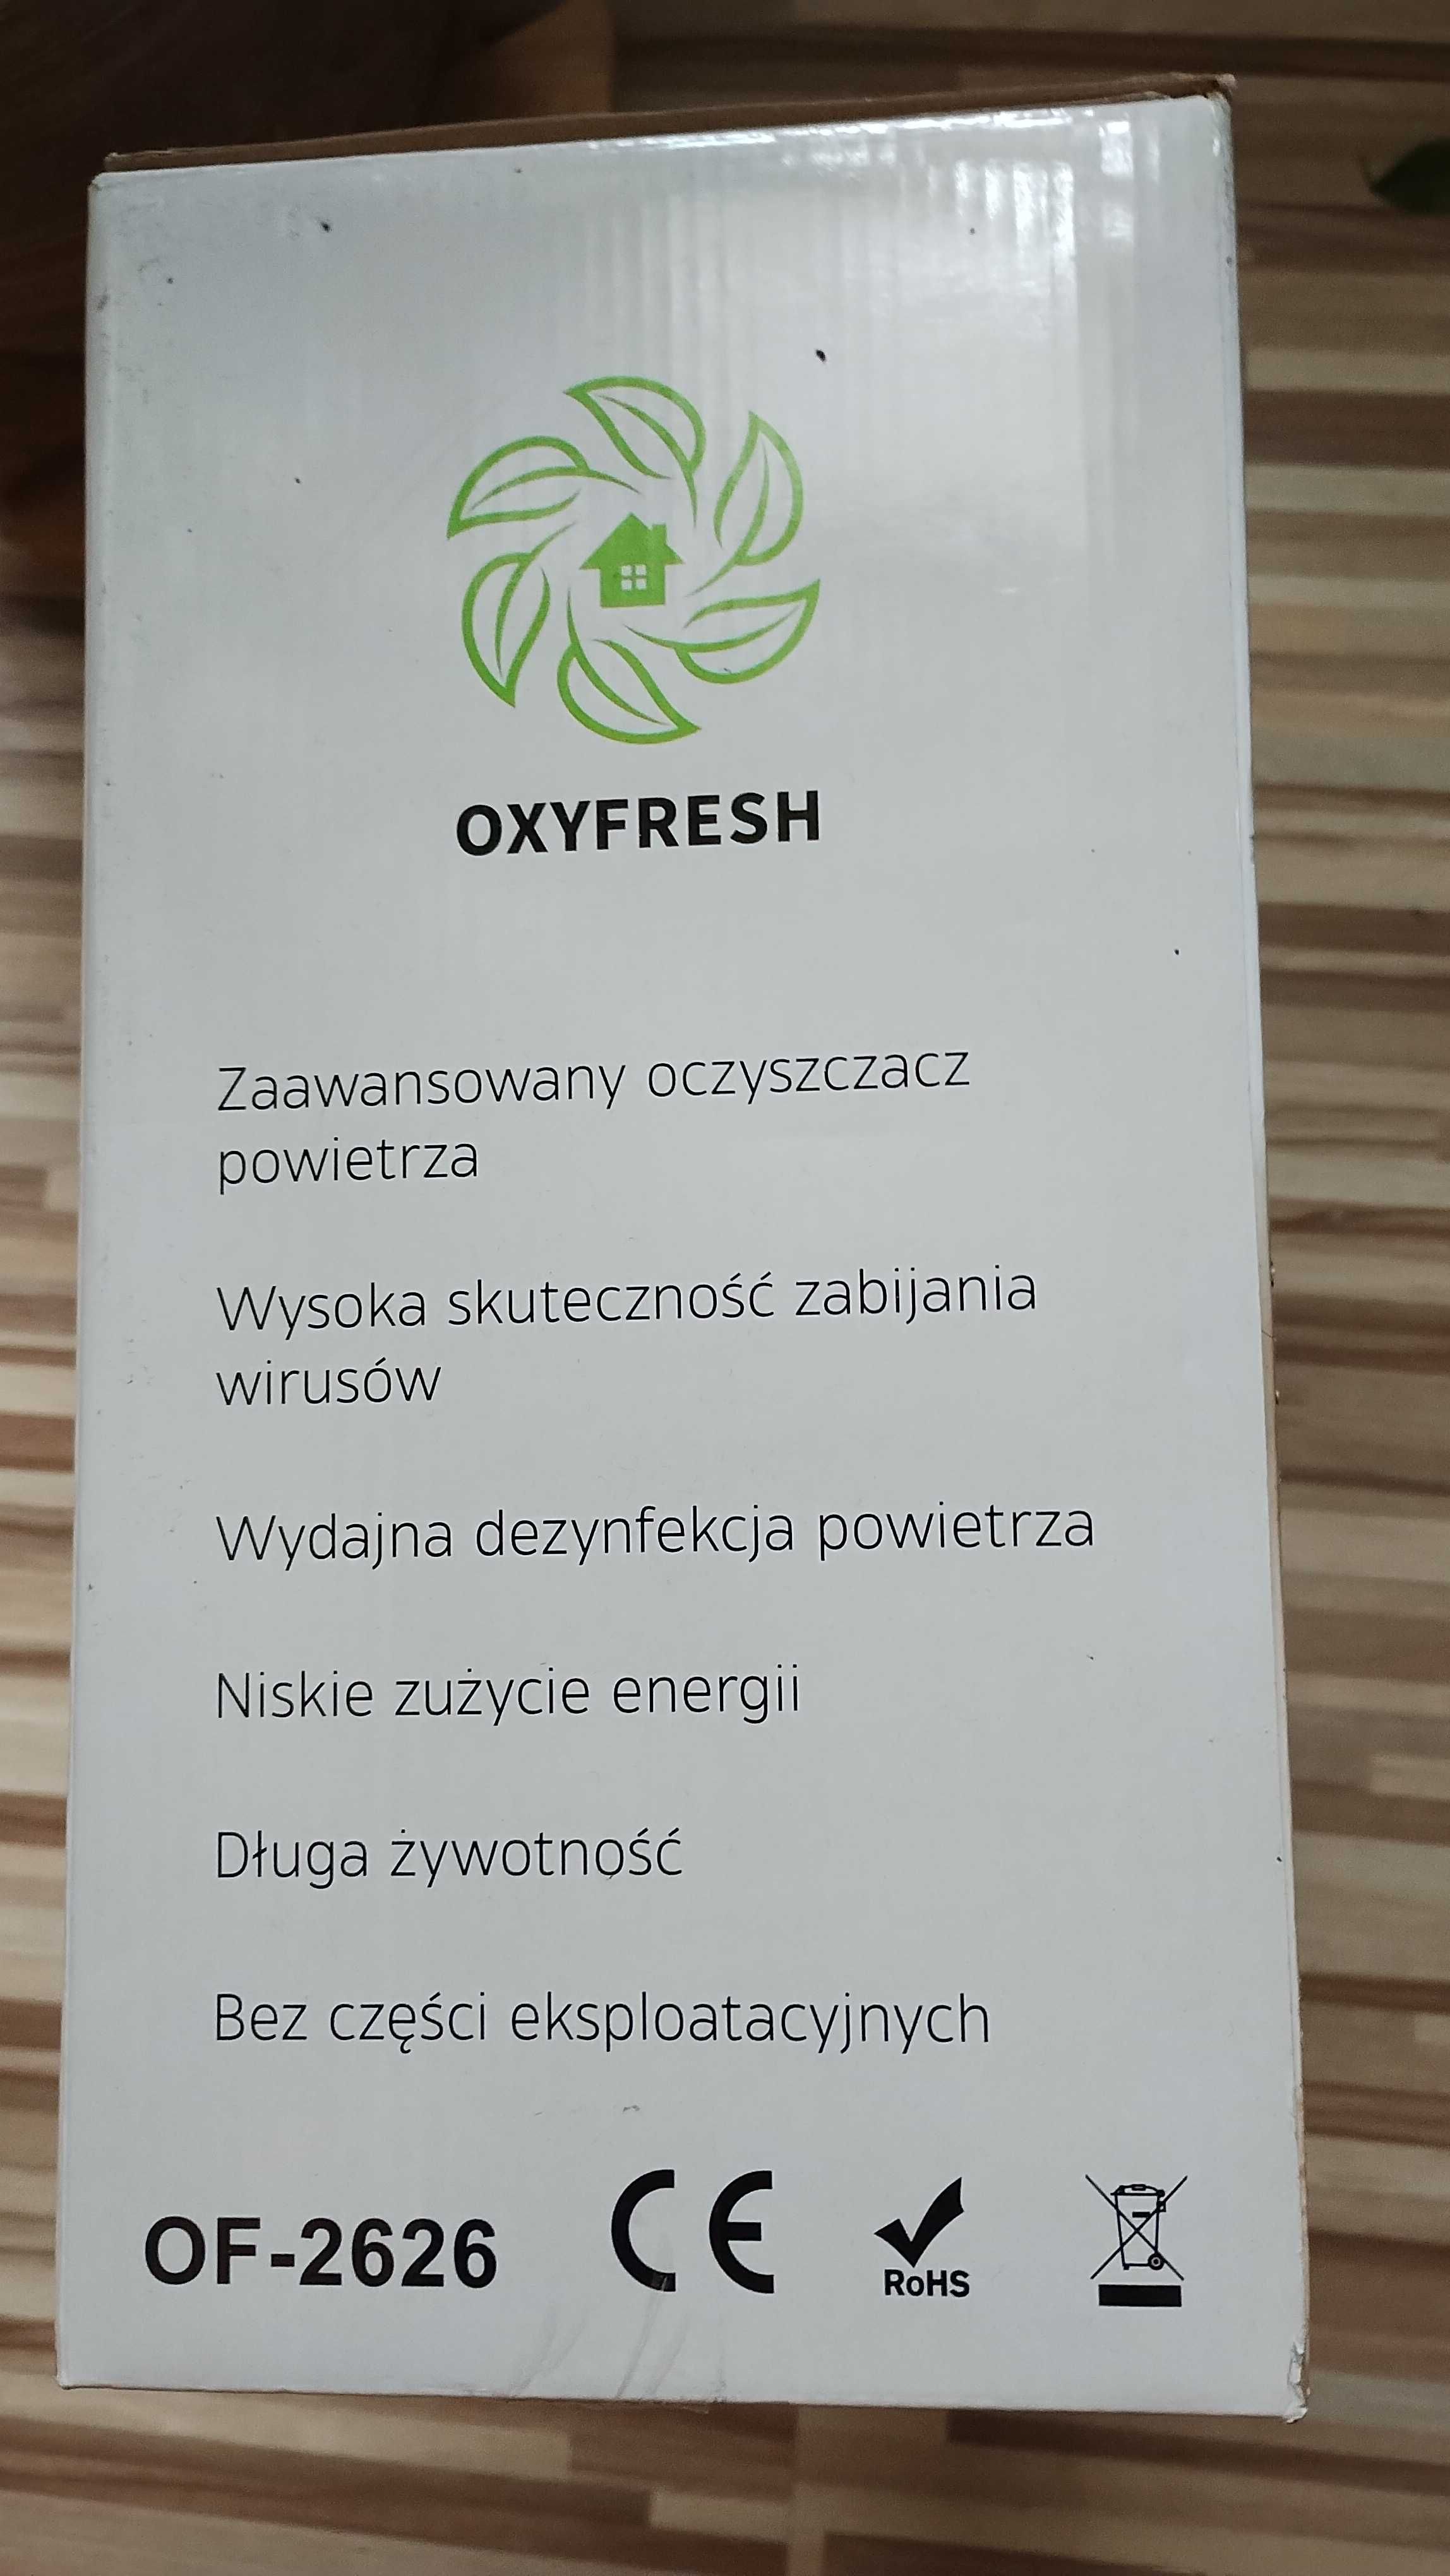 OXYFRESH
Zaawansowany oczyszczacz
powietrza
Wysoka skuteczność zabijania
wirusów
Wydajna dezynfekcja powietrza
Niskie zużycie energii
Długa żywotność
Bez części eksploatacyjnych
OF-2626 CE RoHS